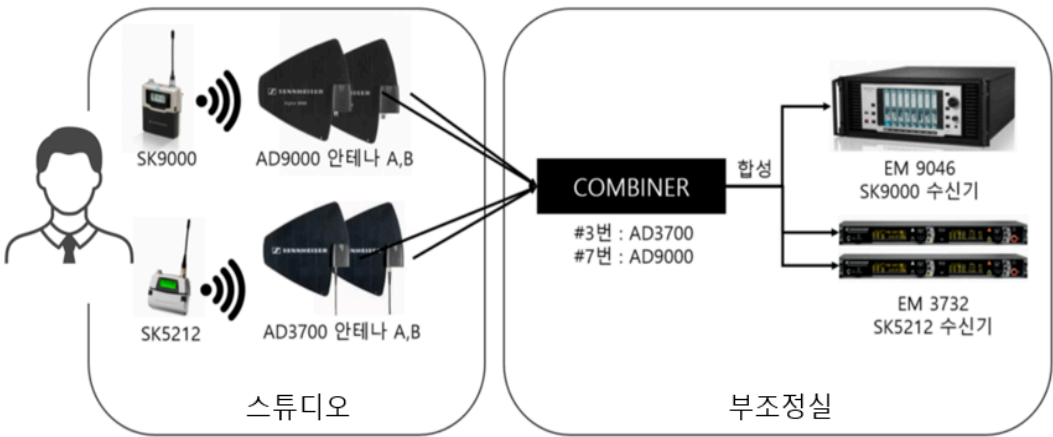 SK9000
SENNHEISER
AD9000 안테나 A,B
SK5212
SENNHEISER
AD3700 안테나 A,B
스튜디오
COMBINER
#3번 : AD3700
#7번 : AD9000
합성
EM 9046
SK9000 수신기
EM 3732
SK5212 수신기
부조정실